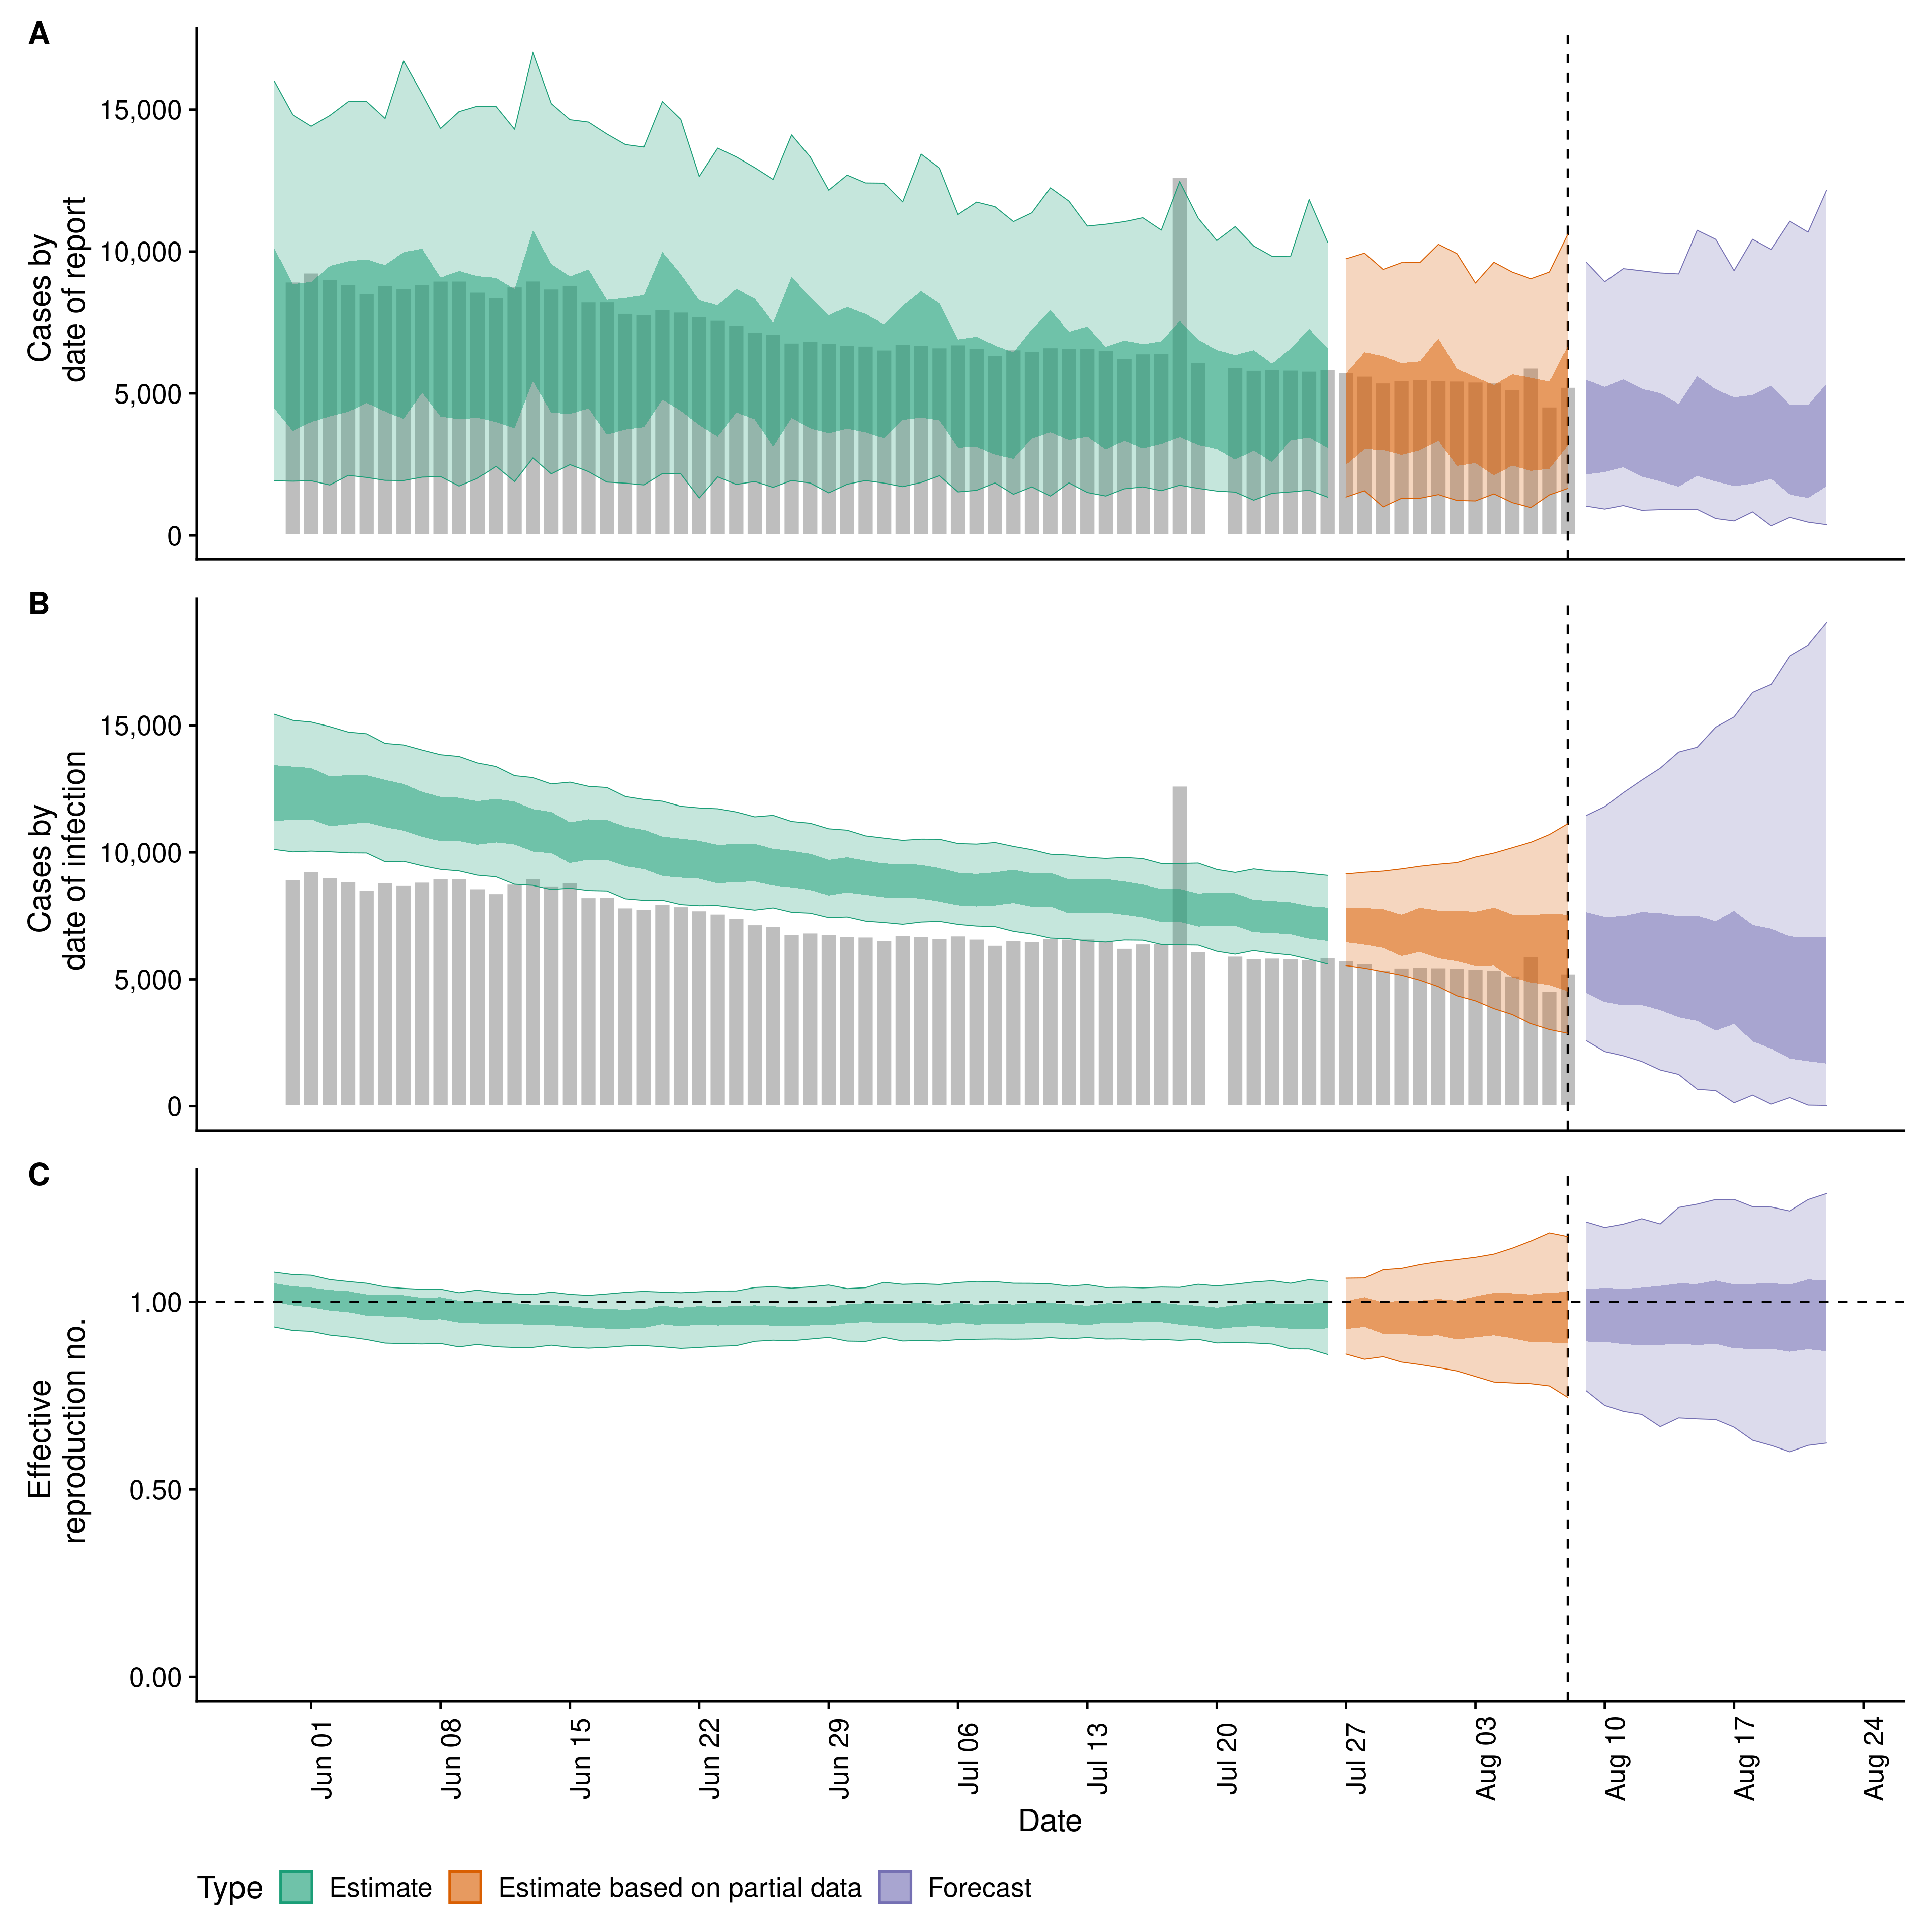 A
Cases by
date of report
15,000
10,000
5,000
0
B
Cases by
date of infection
15,000
10,000
5,000
0
C
Effective
reproduction no.
1.00
0.50
0.00
Jun 01
Jun 08
Jun 15
Jun 22
Jun 29
Jul 06
Jul 13
Jul 20
Jul 27
Aug 03
Aug 10
Aug 17
Aug 24
Date
Type Estimate Estimate based on partial data Forecast